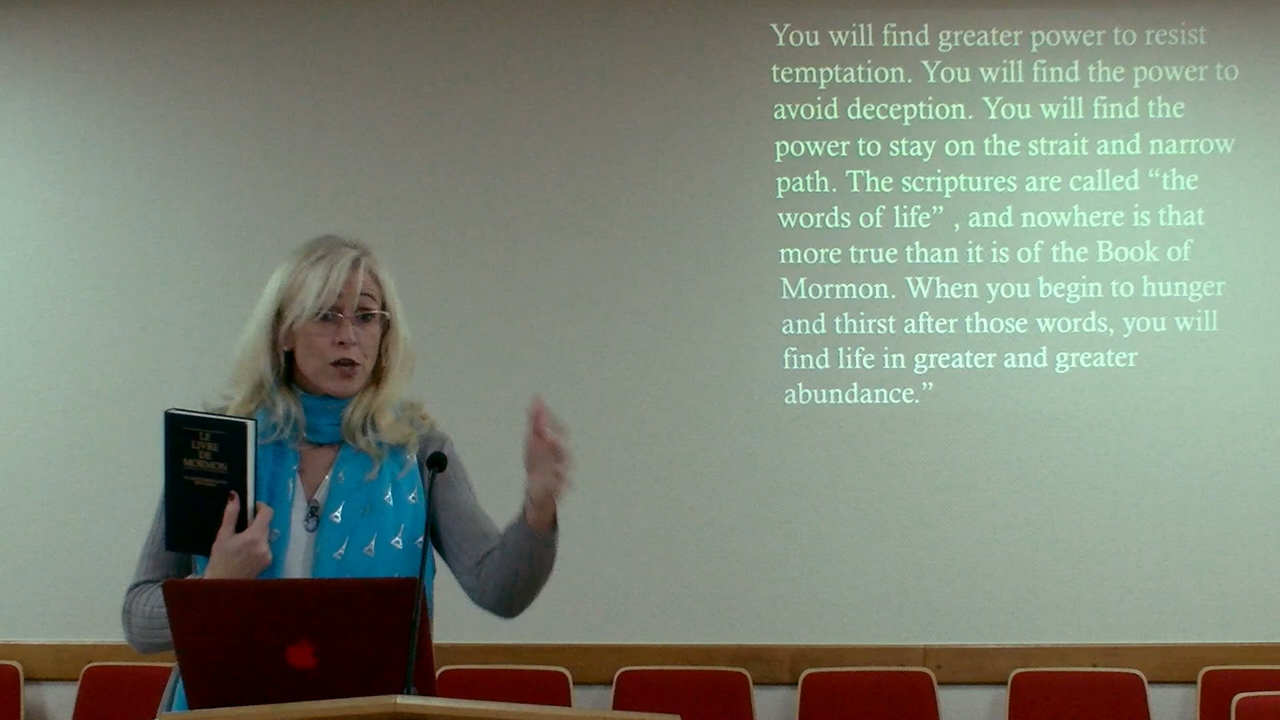 You will find greater power to resist
temptation. You will find the power to
avoid deception. You will find the
power to stay on the strait and narrow
path. The scriptures are called “the
words of life” , and nowhere is that
more true than it is of the Book of
Mormon. When you begin to hunger
and thirst after those words, you will
find life in greater and greater
abundance.”
LE
LIVRE
DE
MORMON